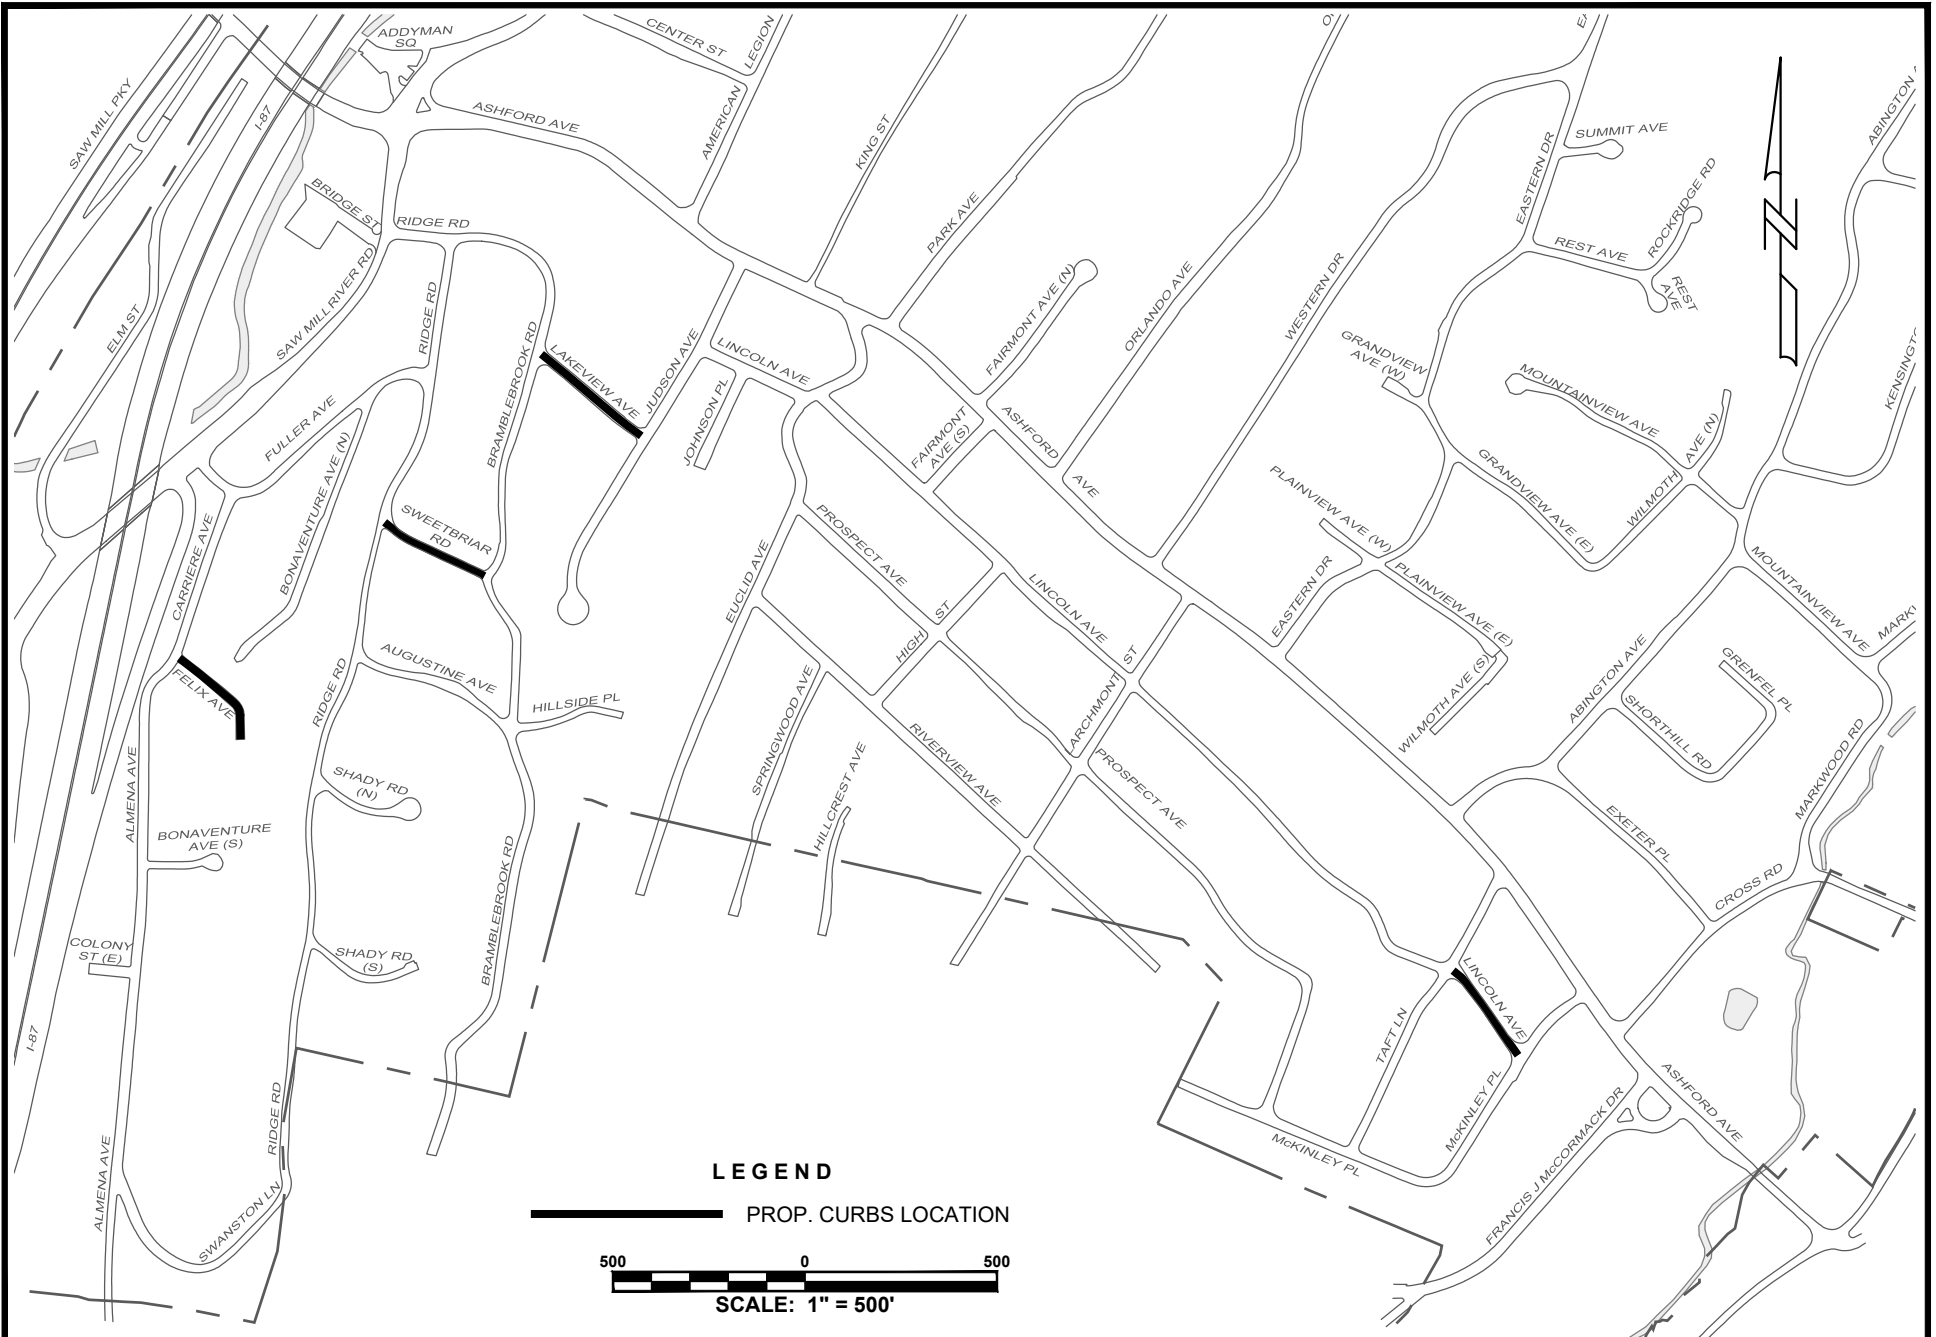 ADDYMAN
SQ
CENTER ST
LEGION
AMERICAN
SAW MILL PKY
I-87
ASHFORD AVE
KING ST
SUMMIT AVE
EASTERN DR
ROCKRIDGE RD
REST AVE
REST
AVE
BRIDGE ST
RIDGE RD
PARK AVE
SAW MILL RIVER RD
ELM ST
RIDGE RD
BRAMBLEBROOK RD
LAKEVIEW AVE
JUDSON AVE
LINCOLN AVE
JOHNSON PL
FAIRMONT AVE (N)
ORLANDO AVE
WESTERN DR
GRANDVIEW
AVE (W)
MOUNTAINVIEW AVE
AVE (N)
WILMOTH
FULLER AVE
BONAVENTURE AVE (N)
FAIRMONT
AVE (S)
ASHFORD
AVE
PLAINVIEW AVE (W)
GRANDVIEW AVE (E)
SWEETBRIAR
RD
CARRIERE AVE
PROSPECT AVE
EUCLID AVE
LINCOLN AVE
HIGH
ST
EASTERN DR
PLAINVIEW AVE (E)
MOUNTAINVIEW AVE
FELIX AVE
RIDGE RD
AUGUSTINE AVE
HILLSIDE PL
SPRINGWOOD AVE
ARCHMONT
ST
WILMOTH AVE (S)
ABINGTON AVE
GRENFEL PL
SHORTHILL RD
MARKWOOD RD
ALMENA AVE
SHADY RD
(N)
HILLCREST AVE
RIVERVIEW AVE
PROSPECT AVE
BONAVENTURE
AVE (S)
EXETER PL
CROSS RD
BRAMBLEBROOK RD
COLONY
ST (E)
SHADY RD
(S)
LINCOLN AVE
I-87
TAFT LN
RIDGE RD
McKINLEY PL
McKINLEY PL
FRANCIS J McCORMACK DR
ASHFORD AVE
ALMENA AVE
SWANSTON LN
LEGEND
PROP. CURBS LOCATION
500 0 500
SCALE: 1" = 500'
N